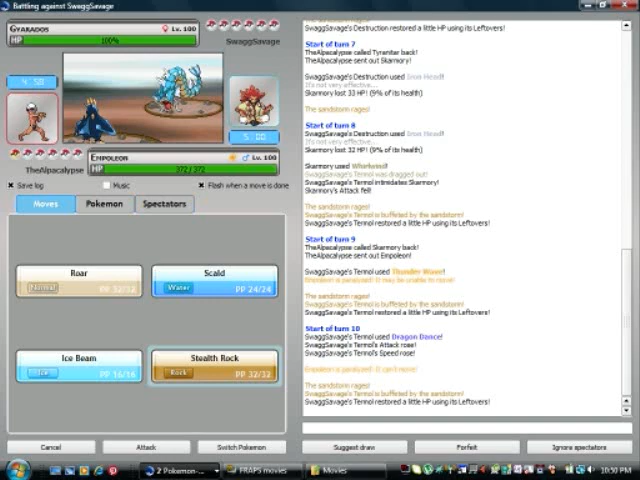 Battling against SwaggSavage
Gyarados Lv. 100
HP 100%
SwaggSavage
4:58
5:00
Empoleon Lv. 100
HP 372 / 372
TheAlpacalypse
Save log
Music
Flash when a move is done
Moves
Pokemon
Spectators
Roar
Normal PP 32/32
Scald
Water PP 24/24
Ice Beam
Ice PP 16/16
Stealth Rock
Rock PP 32/32
Cancel
Attack
Switch Pokemon
The sandstorm rages!
SwaggSavage's Destruction restored a little HP using its Leftovers!
Start of turn 7
TheAlpacalypse called Tyranitar back!
TheAlpacalypse sent out Skarmory!
SwaggSavage's Destruction used Iron Head!
It's not very effective...
Skarmory lost 33 HP! (9% of its health)
The sandstorm rages!
Start of turn 8
SwaggSavage's Destruction used Iron Head!
It's not very effective...
Skarmory lost 32 HP! (9% of its health)
Skarmory used Whirlwind!
SwaggSavage's Termol was dragged out!
SwaggSavage's Termol intimidates Skarmory!
Skarmory's Attack fell!
The sandstorm rages!
SwaggSavage's Termol is buffeted by the sandstorm!
SwaggSavage's Termol restored a little HP using its Leftovers!
Start of turn 9
TheAlpacalypse called Skarmory back!
TheAlpacalypse sent out Empoleon!
SwaggSavage's Termol used Thunder Wave!
Empoleon is paralyzed! It may be unable to move!
The sandstorm rages!
SwaggSavage's Termol is buffeted by the sandstorm!
SwaggSavage's Termol restored a little HP using its Leftovers!
Start of turn 10
SwaggSavage's Termol used Dragon Dance!
SwaggSavage's Termol's Attack rose!
SwaggSavage's Termol's Speed rose!
Empoleon is paralyzed! It can't move!
The sandstorm rages!
SwaggSavage's Termol is buffeted by the sandstorm!
SwaggSavage's Termol restored a little HP using its Leftovers!
Suggest draw
Forfeit
Ignore spectators
2 Pokemon-...
FRAPS movies
Movies
10:50 PM